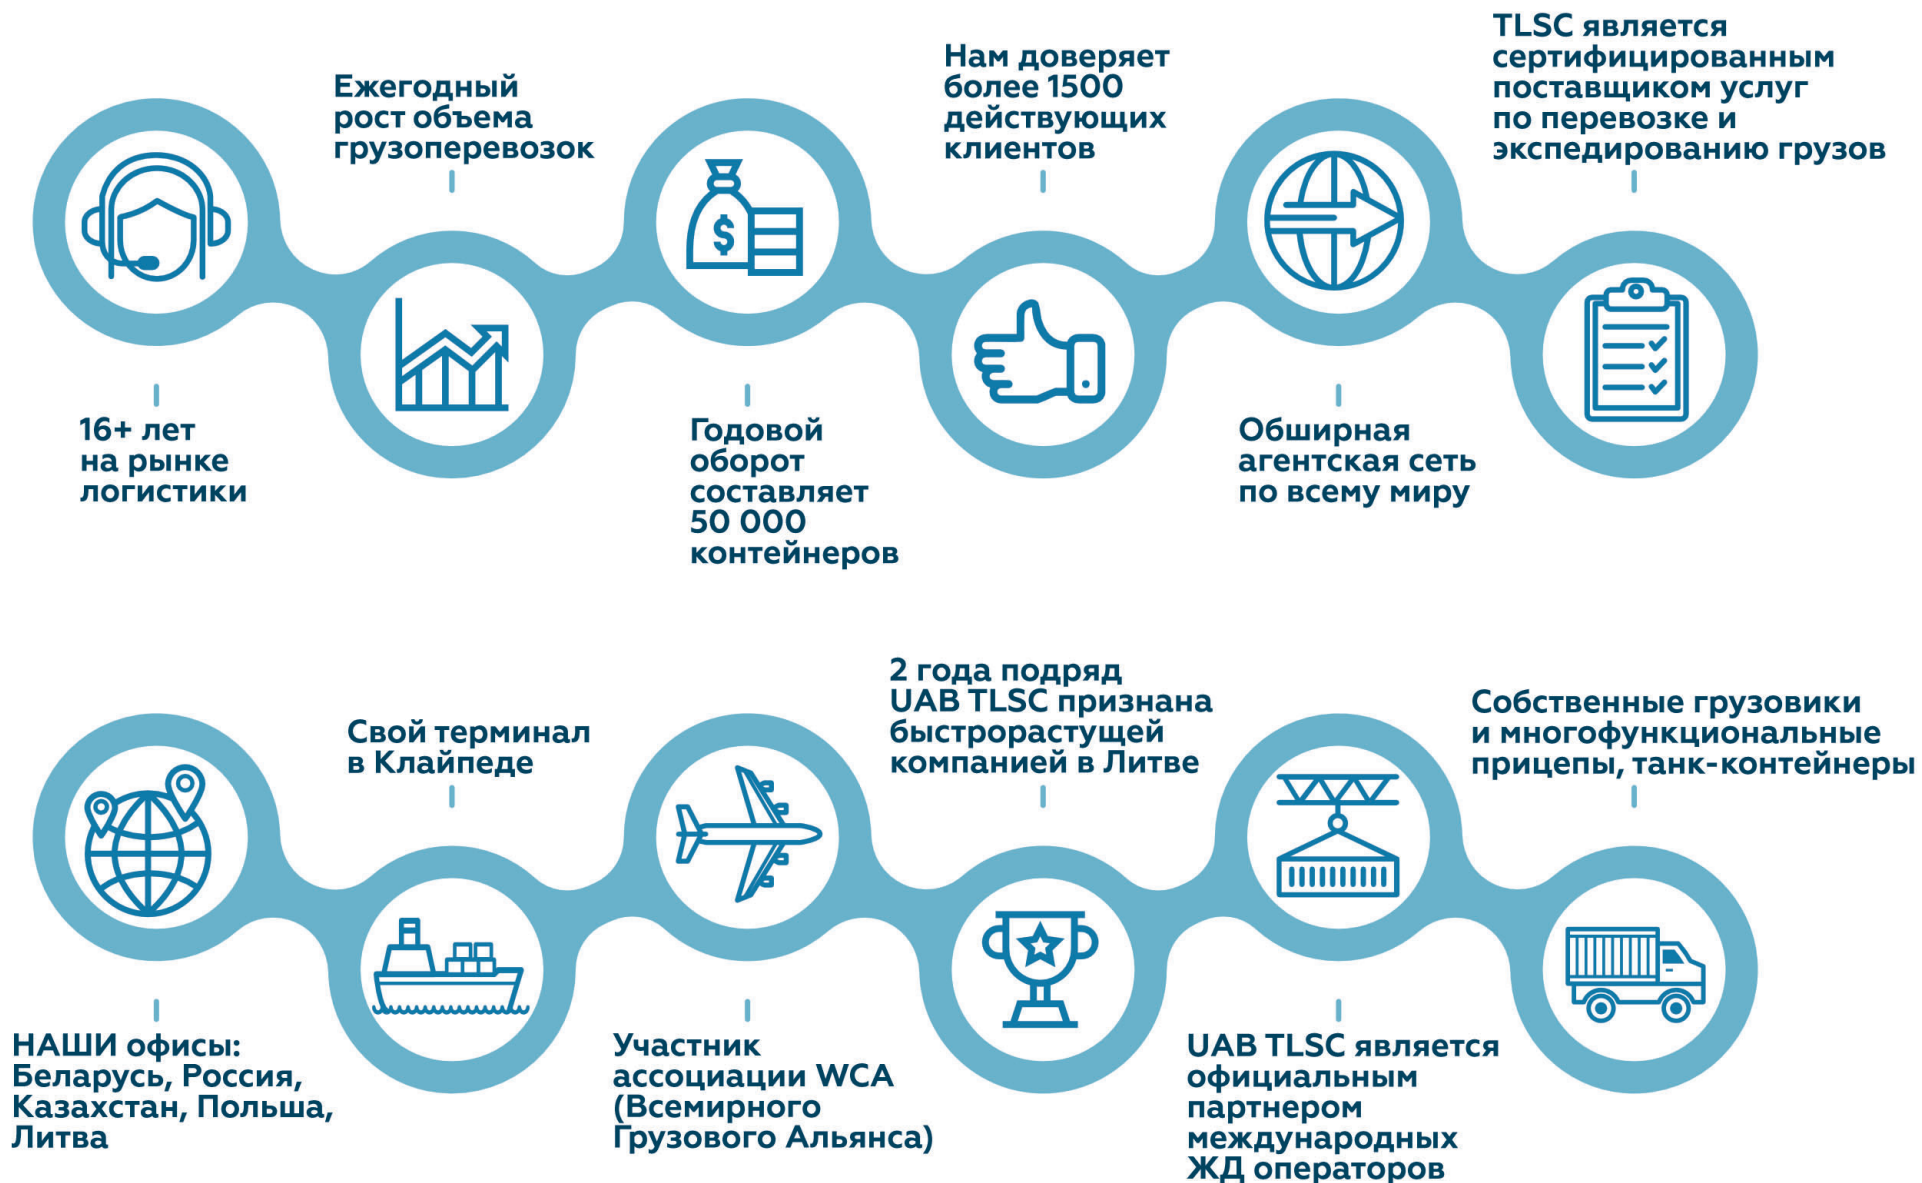 16+ лет
на рынке
логистики
Ежегодный
рост объема
грузоперевозок
$
Годовой
оборот
составляет
50 000
контейнеров
Нам доверяет
более 1500
действующих
клиентов
Обширная
агентская сеть
по всему миру
TLSC является
сертифицированным
поставщиком услуг
по перевозке и
экспедированию грузов
НАШИ офисы:
Беларусь, Россия,
Казахстан, Польша,
Литва
Свой терминал
в Клайпеде
Участник
ассоциации WCA
(Всемирного
Грузового Альянса)
2 года подряд
UAB TLSC признана
быстрорастущей
компанией в Литве
UAB TLSC является
официальным
партнером
международных
ЖД операторов
Собственные грузовики
и многофункциональные
прицепы, танк-контейнеры